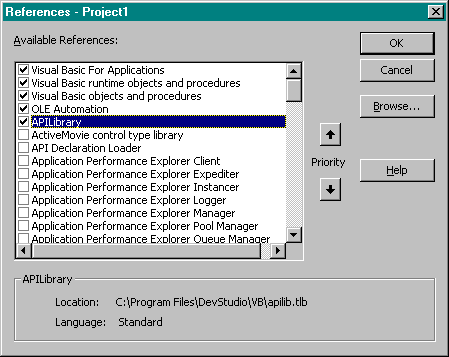 References - Project1
Available References:
Visual Basic For Applications
Visual Basic runtime objects and procedures
Visual Basic objects and procedures
OLE Automation
APILibrary
ActiveMovie control type library
API Declaration Loader
Application Performance Explorer Client
Application Performance Explorer Expediter
Application Performance Explorer Instancer
Application Performance Explorer Logger
Application Performance Explorer Manager
Application Performance Explorer Pool Manager
Application Performance Explorer Queue Manager
Priority
OK
Cancel
Browse...
Help
APILibrary
Location: C:\Program Files\DevStudio\VB\apilib.tlb
Language: Standard